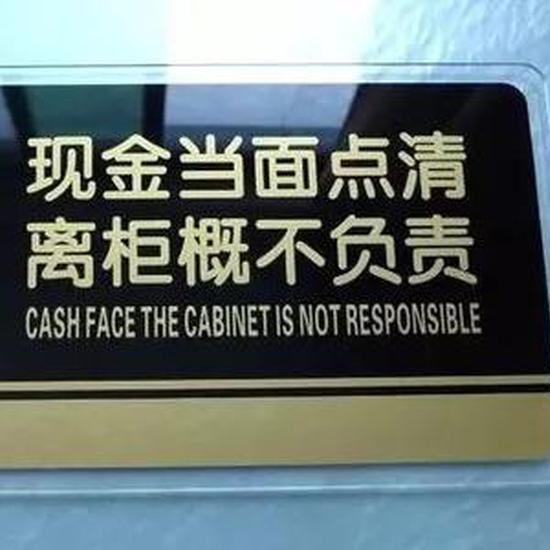 现金当面点清
离柜概不负责
CASH FACE THE CABINET IS NOT RESPONSIBLE